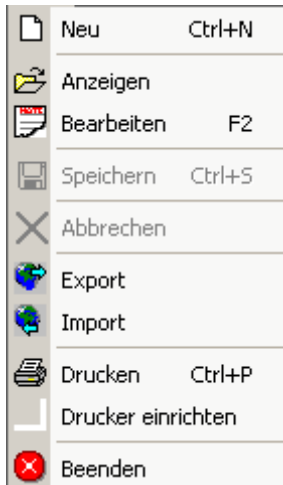 Neu Ctrl+N
Anzeigen
Bearbeiten F2
Speichern Ctrl+S
Abbrechen
Export
Import
Drucken Ctrl+P
Drucker einrichten
Beenden